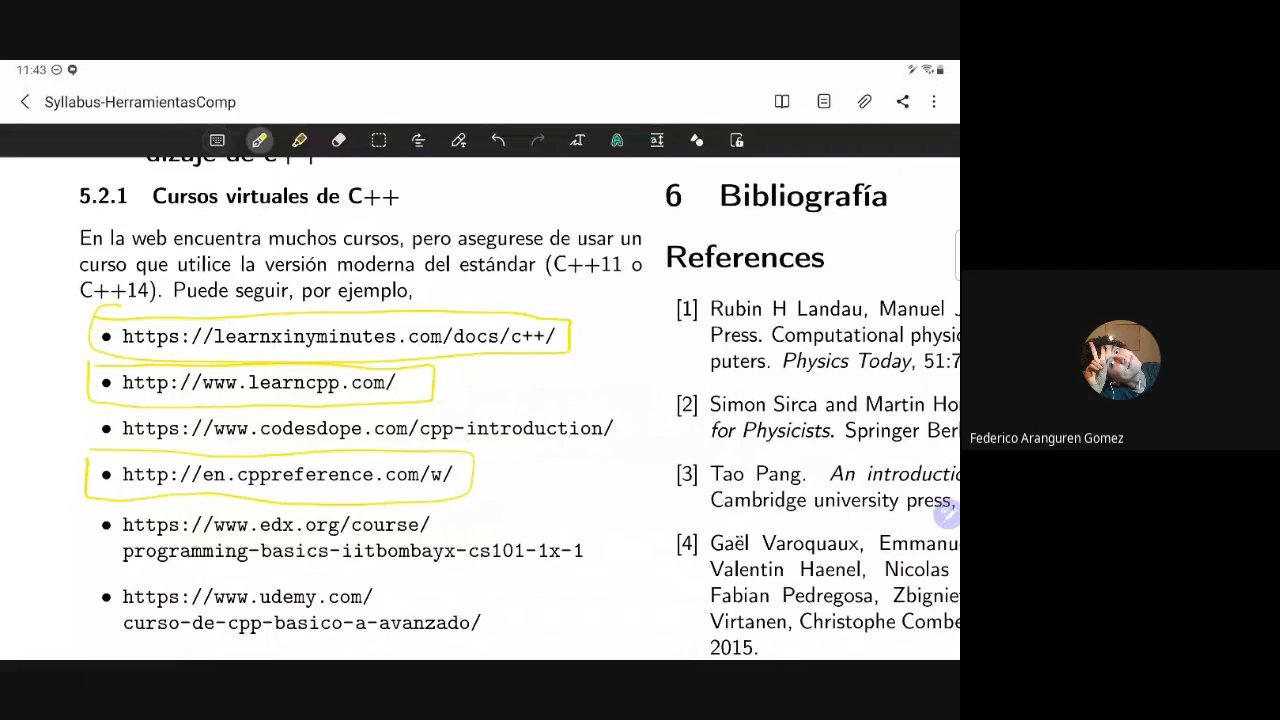 11:43
Syllabus-HerramientasComp
dizaje de C++
5.2.1 Cursos virtuales de C++
En la web encuentra muchos cursos, pero asegurese de usar un
curso que utilice la versión moderna del estándar (C++11 o
C++14). Puede seguir, por ejemplo,
• https://learnxinyminutes.com/docs/c++/
• http://www.learncpp.com/
• https://www.codesdope.com/cpp-introduction/
• http://en.cppreference.com/w/
• https://www.edx.org/course/
programming-basics-iitbombayx-cs101-1x-1
• https://www.udemy.com/
curso-de-cpp-basico-a-avanzado/
6 Bibliografía
References
[1] Rubin H Landau, Manuel J
Press. Computational physi
puters. Physics Today, 51:7
[2] Simon Sirca and Martin Ho
for Physicists. Springer Ber
[3] Tao Pang. An introducti
Cambridge university press,
[4] Gaël Varoquaux, Emmanu
Valentin Haenel, Nicolas
Fabian Pedregosa, Zbignie
Virtanen, Christophe Combe
2015.
Federico Aranguren Gomez